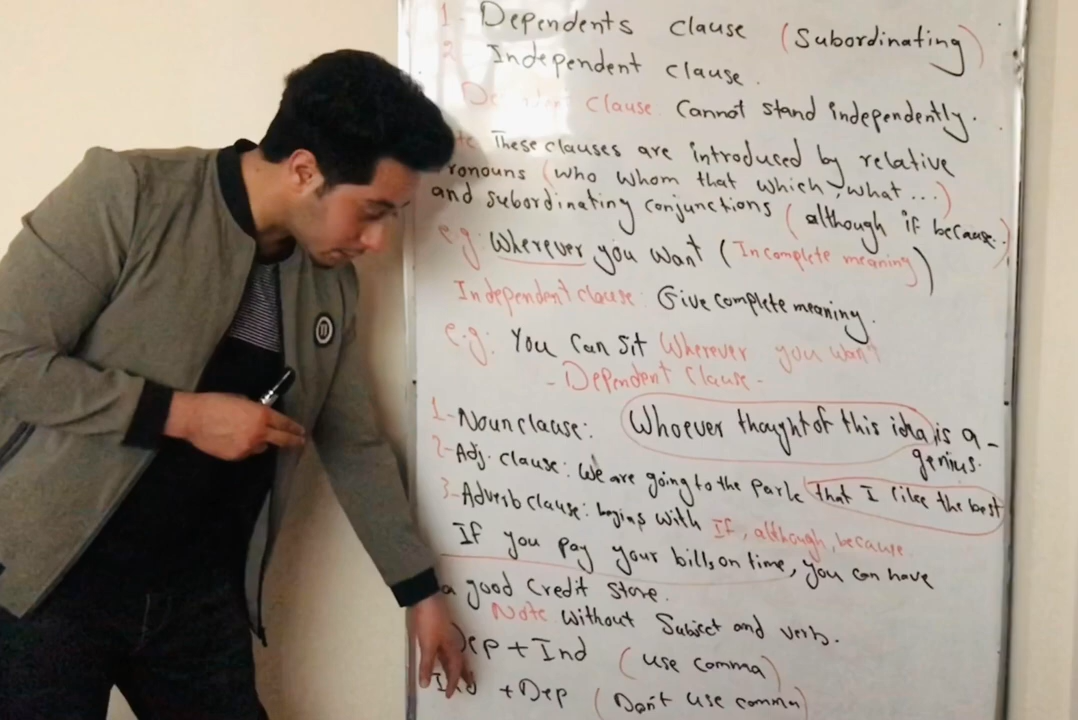 1- Dependents clause (Subordinating)
2 Independent clause.
Clause. Cannot stand independently.
These clauses are introduced by relative
ronouns (who whom that which, what...)
and subordinating conjunctions (although if because.)
e.g: Wherever you want (Incomplete meaning)
Independent clause: Give complete meaning.
e.g: You Can Sit Wherever you want
- Dependent Clause -
1- Noun clause: Whoever thought of this idea is a -
genius.
2- Adj. clause: We are going to the Park that I like the best
3- Adverb clause: begins with If, although, because
If you pay your bills on time, you can have
a good Credit store.
Note without Subject and verb.
Dep + Ind (use comma)
Ind + Dep (Don't use comma)